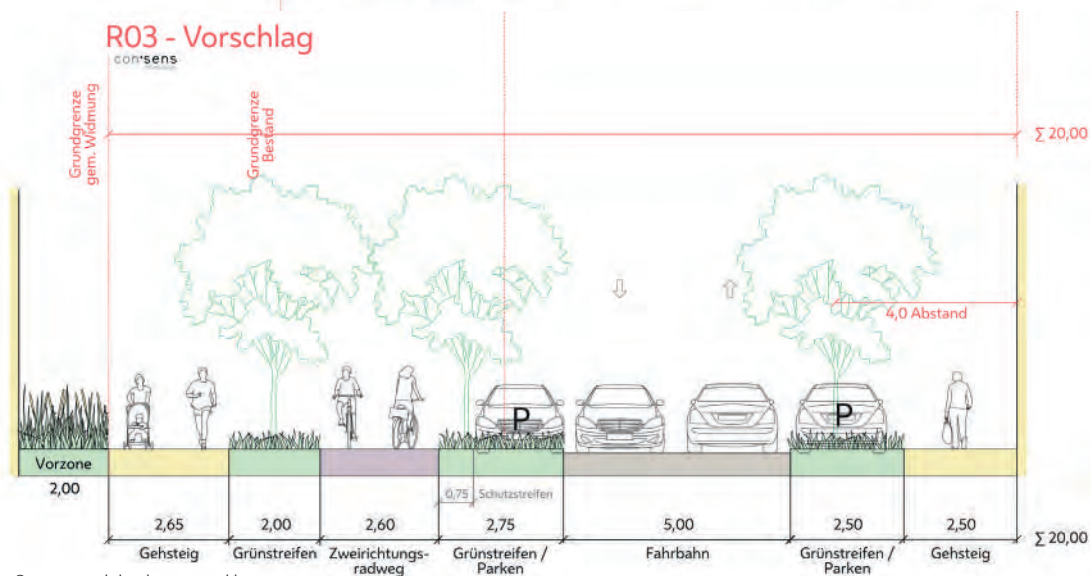 R03 - Vorschlag
con•sens
Grundgrenze
gem. Widmung
Grundgrenze
Bestand
∑ 20,00
4,0 Abstand
P
P
Vorzone
2,00
0,75 Schutzstreifen
2,65
2,00
2,60
2,75
5,00
2,50
2,50
∑ 20,00
Gehsteig
Grünstreifen
Zweirichtungs-
radweg
Grünstreifen /
Parken
Fahrbahn
Grünstreifen /
Parken
Gehsteig